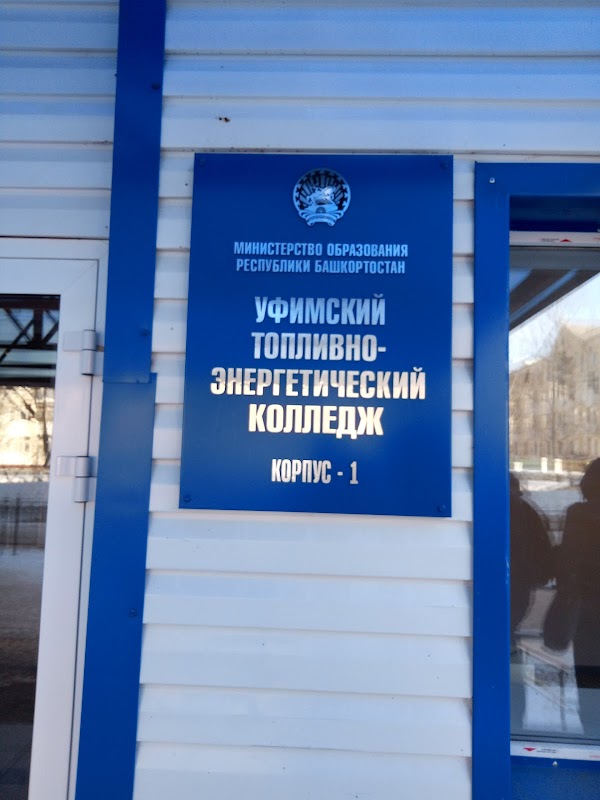 МИНИСТЕРСТВО ОБРАЗОВАНИЯ
РЕСПУБЛИКИ БАШКОРТОСТАН
УФИМСКИЙ
ТОПЛИВНО-
ЭНЕРГЕТИЧЕСКИЙ
КОЛЛЕДЖ
КОРПУС - 1